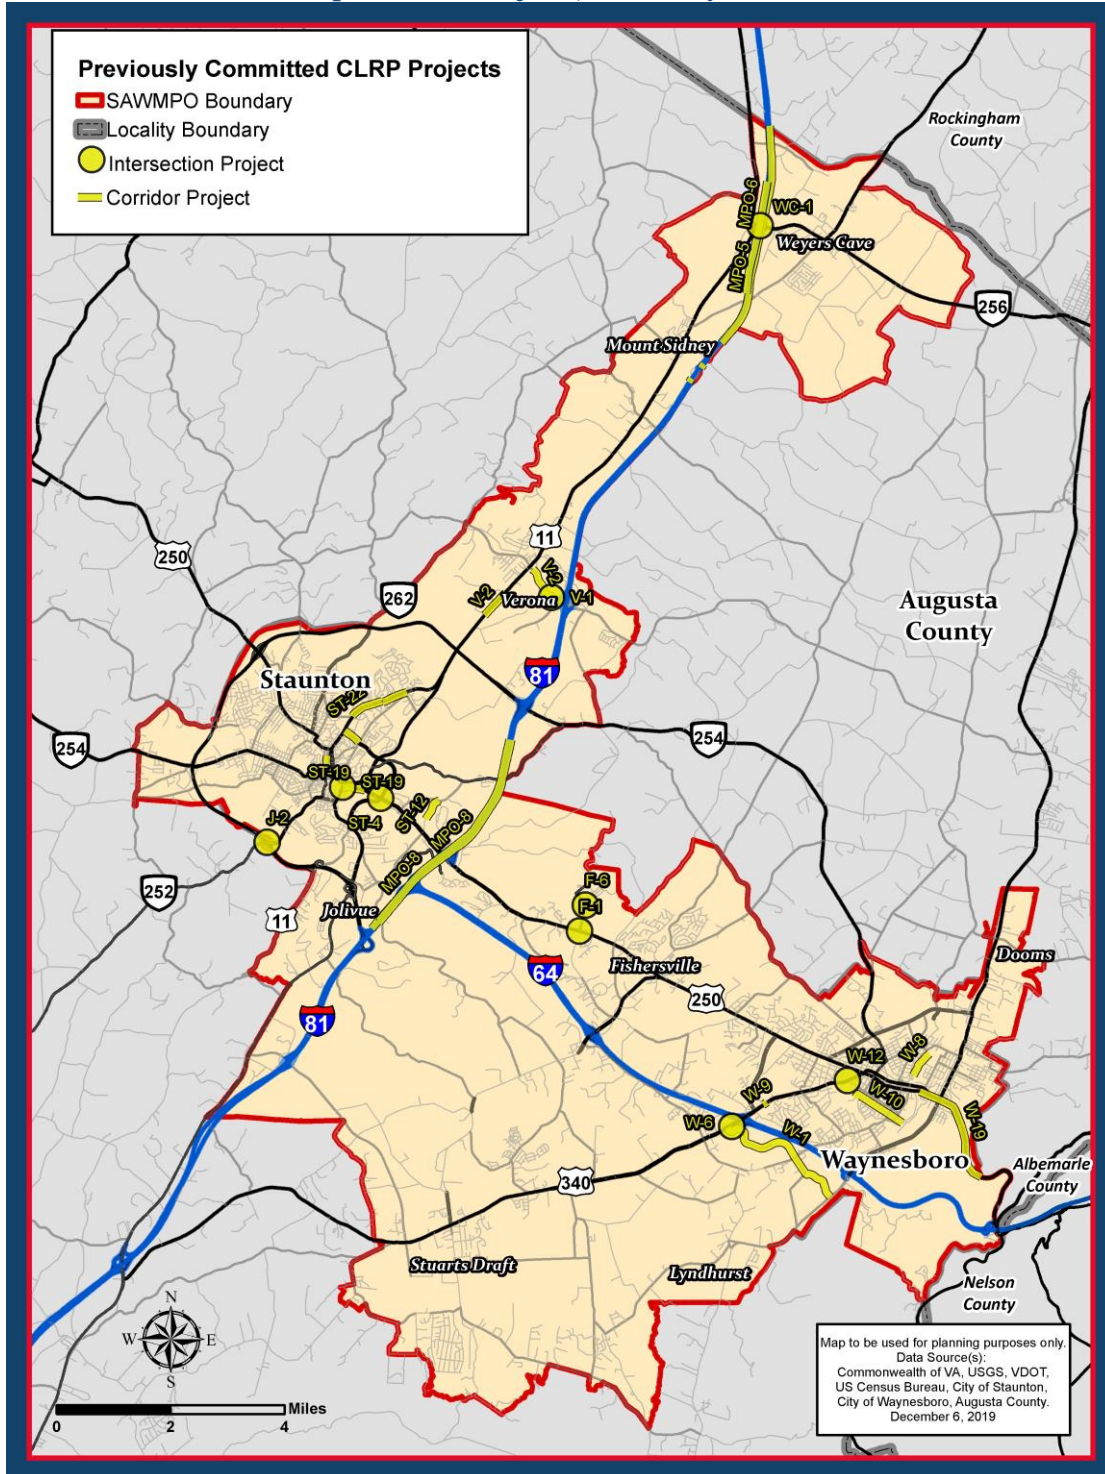 Previously Committed CLRP Projects
SAWMPO Boundary
Locality Boundary
Intersection Project
Corridor Project
Rockingham
County
MPO-6
WC-1
Weyers Cave
MPO-5
256
Mount Sidney
11
250
262
V-3
V-2
Verona
V-1
Augusta
County
81
Staunton
ST-22
254
254
ST-19
ST-19
ST-12
ST-4
J-2
MPO-8
MPO-8
F-6
252
F-1
11
Jolivue
Dooms
64
Fishersville
250
81
W-8
W-12
W-9
W-10
W-6
W-1
W-19
Waynesboro
Albemarle
County
340
Stuarts Draft
Lyndhurst
Nelson
County
N
W E
S
Miles
0 2 4
Map to be used for planning purposes only.
Data Source(s):
Commonwealth of VA, USGS, VDOT,
US Census Bureau, City of Staunton,
City of Waynesboro, Augusta County.
December 6, 2019